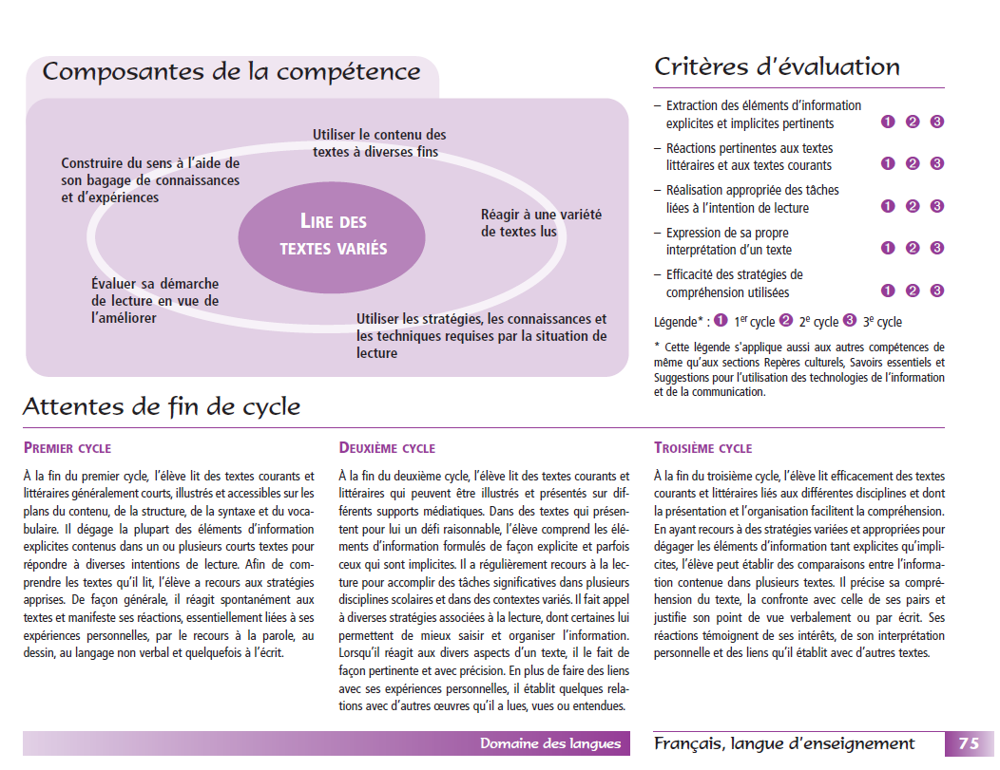 Composantes de la compétence
Utiliser le contenu des
textes à diverses fins
Construire du sens à l'aide de
son bagage de connaissances
et d'expériences
Réagir à une variété
de textes lus
LIRE DES
TEXTES VARIÉS
Évaluer sa démarche
de lecture en vue de
l'améliorer
Utiliser les stratégies, les connaissances et
les techniques requises par la situation de
lecture
Critères d'évaluation
– Extraction des éléments d'information
explicites et implicites pertinents ❶ ❷ ❸
– Réactions pertinentes aux textes
littéraires et aux textes courants ❶ ❷ ❸
– Réalisation appropriée des tâches
liées à l'intention de lecture ❶ ❷ ❸
– Expression de sa propre
interprétation d'un texte ❶ ❷ ❸
– Efficacité des stratégies de
compréhension utilisées ❶ ❷ ❸
Légende* : ❶ 1er cycle ❷ 2e cycle ❸ 3e cycle
* Cette légende s'applique aussi aux autres compétences de
même qu'aux sections Repères culturels, Savoirs essentiels et
Suggestions pour l'utilisation des technologies de l'information
et de la communication.
Attentes de fin de cycle
PREMIER CYCLE
À la fin du premier cycle, l'élève lit des textes courants et
littéraires généralement courts, illustrés et accessibles sur les
plans du contenu, de la structure, de la syntaxe et du voca-
bulaire. Il dégage la plupart des éléments d'information
explicites contenus dans un ou plusieurs courts textes pour
répondre à diverses intentions de lecture. Afin de com-
prendre les textes qu'il lit, l'élève a recours aux stratégies
apprises. De façon générale, il réagit spontanément aux
textes et manifeste ses réactions, essentiellement liées à ses
expériences personnelles, par le recours à la parole, au
dessin, au langage non verbal et quelquefois à l'écrit.
DEUXIÈME CYCLE
À la fin du deuxième cycle, l'élève lit des textes courants et
littéraires qui peuvent être illustrés et présentés sur dif-
férents supports médiatiques. Dans des textes qui présen-
tent pour lui un défi raisonnable, l'élève comprend les élé-
ments d'information formulés de façon explicite et parfois
ceux qui sont implicites. Il a régulièrement recours à la lec-
ture pour accomplir des tâches significatives dans plusieurs
disciplines scolaires et dans des contextes variés. Il fait appel
à diverses stratégies associées à la lecture, dont certaines lui
permettent de mieux saisir et organiser l'information.
Lorsqu'il réagit aux divers aspects d'un texte, il le fait de
façon pertinente et avec précision. En plus de faire des liens
avec ses expériences personnelles, il établit quelques rela-
tions avec d'autres œuvres qu'il a lues, vues ou entendues.
TROISIÈME CYCLE
À la fin du troisième cycle, l'élève lit efficacement des textes
courants et littéraires liés aux différentes disciplines et dont
la présentation et l'organisation facilitent la compréhension.
En ayant recours à des stratégies variées et appropriées pour
dégager les éléments d'information tant explicites qu'impli-
cites, l'élève peut établir des comparaisons entre l'informa-
tion contenue dans plusieurs textes. Il précise sa compré-
hension du texte, la confronte avec celle de ses pairs et
justifie son point de vue verbalement ou par écrit. Ses
réactions témoignent de ses intérêts, de son interprétation
personnelle et des liens qu'il établit avec d'autres textes.
Domaine des langues
Français, langue d'enseignement 75